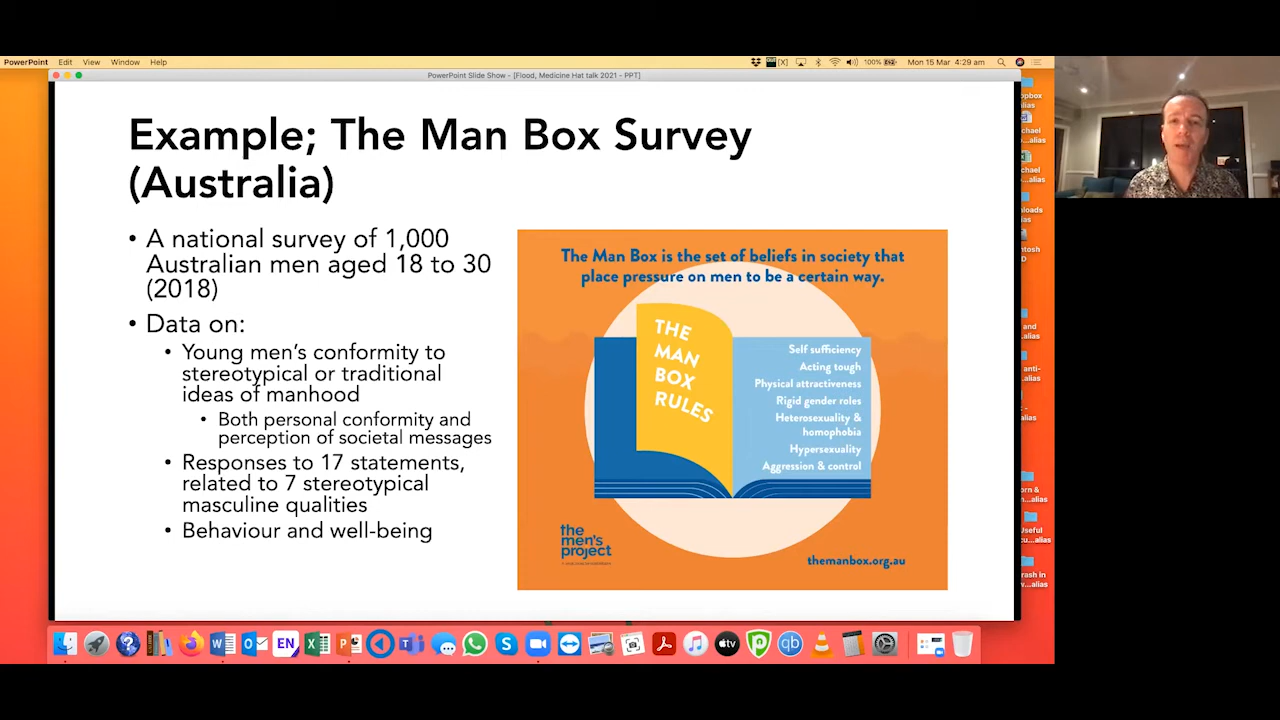 PowerPoint Edit View Window Help
100% Mon 15 Mar 4:29 am
PowerPoint Slide Show - [Flood, Medicine Hat talk 2021 - PPT]
Example; The Man Box Survey
(Australia)
• A national survey of 1,000
Australian men aged 18 to 30
(2018)
• Data on:
• Young men’s conformity to
stereotypical or traditional
ideas of manhood
• Both personal conformity and
perception of societal messages
• Responses to 17 statements,
related to 7 stereotypical
masculine qualities
• Behaviour and well-being
The Man Box is the set of beliefs in society that
place pressure on men to be a certain way.
THE
MAN
BOX
RULES
Self sufficiency
Acting tough
Physical attractiveness
Rigid gender roles
Heterosexuality &
homophobia
Hypersexuality
Aggression & control
the
men's
project
themanbox.org.au
EN
tv
qb